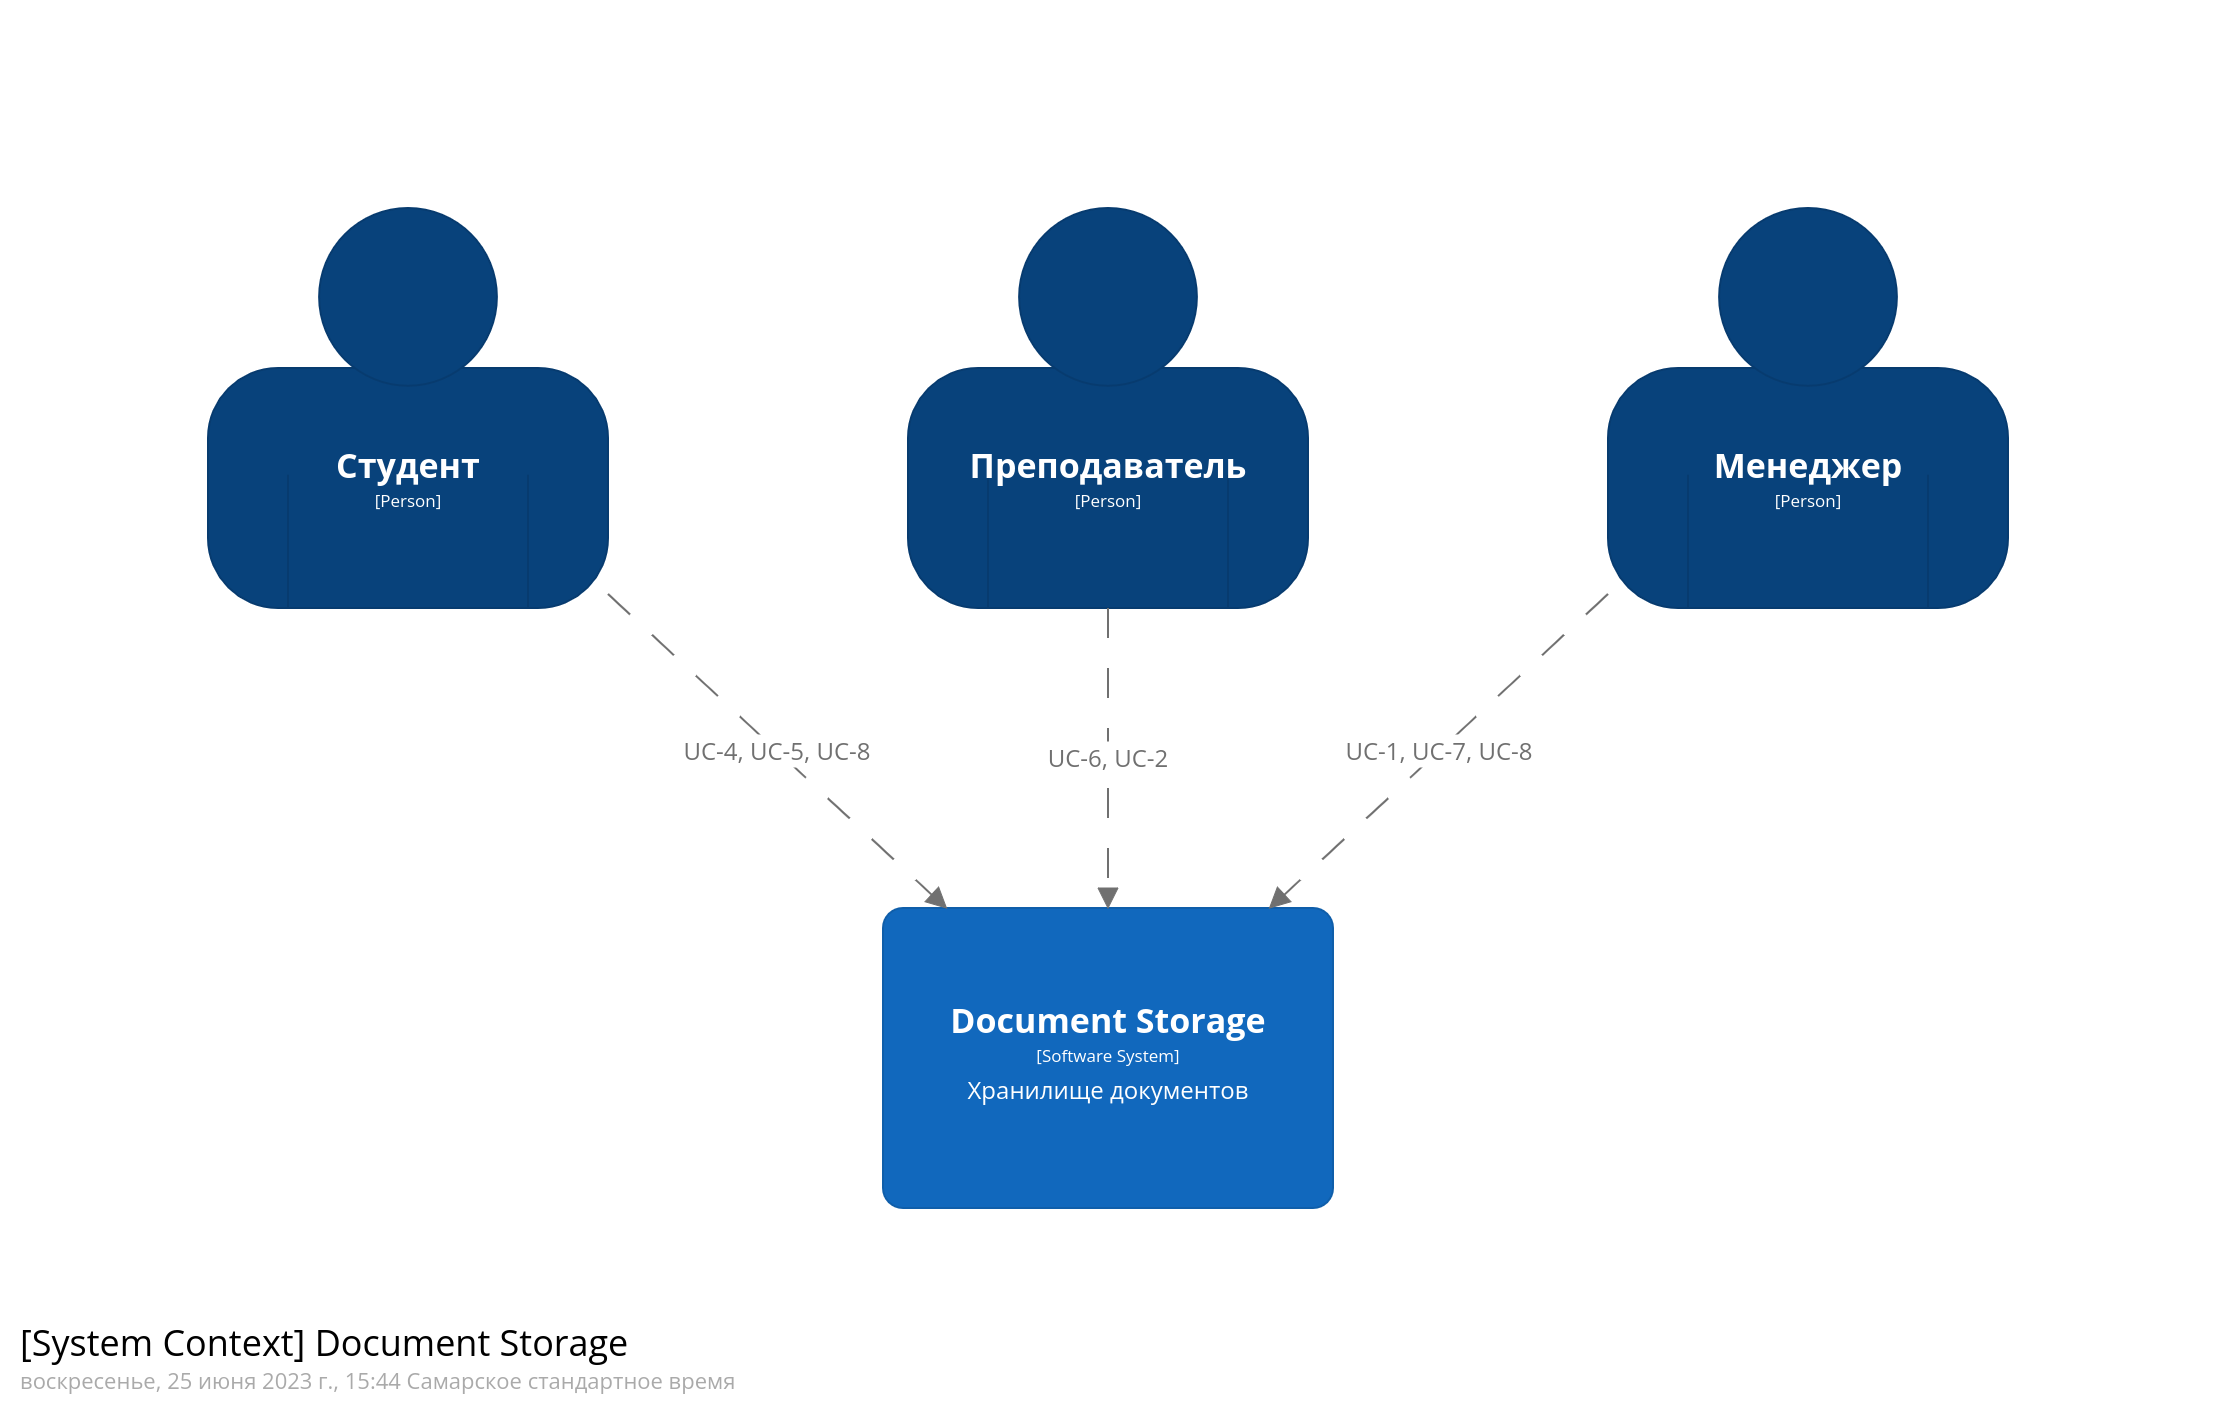 Студент
[Person]
Преподаватель
[Person]
Менеджер
[Person]
UC-4, UC-5, UC-8
UC-6, UC-2
UC-1, UC-7, UC-8
Document Storage
[Software System]
Хранилище документов
[System Context] Document Storage
воскресенье, 25 июня 2023 г., 15:44 Самарское стандартное время